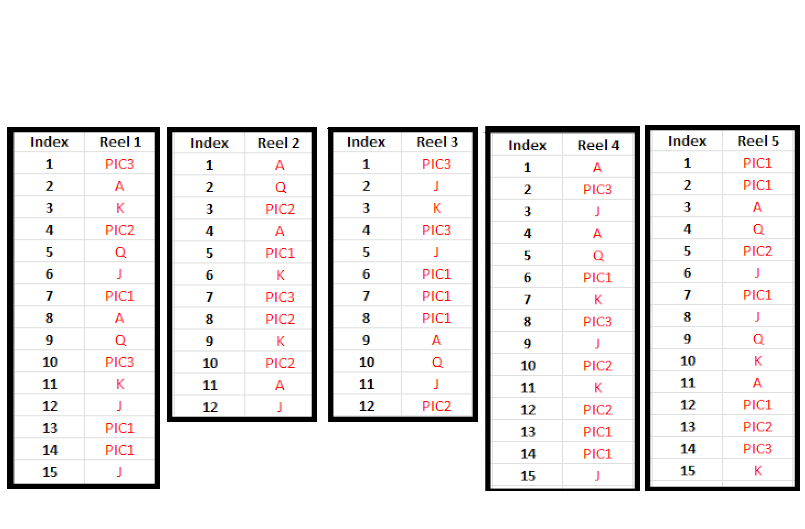 Index Reel 1
1 PIC3
2 A
3 K
4 PIC2
5 Q
6 J
7 PIC1
8 A
9 Q
10 PIC3
11 K
12 J
13 PIC1
14 PIC1
15 J
Index Reel 2
1 A
2 Q
3 PIC2
4 A
5 PIC1
6 K
7 PIC3
8 PIC2
9 K
10 PIC2
11 A
12 J
Index Reel 3
1 PIC3
2 J
3 K
4 PIC3
5 J
6 PIC1
7 PIC1
8 PIC1
9 A
10 Q
11 J
12 PIC2
Index Reel 4
1 A
2 PIC3
3 J
4 A
5 Q
6 PIC1
7 K
8 PIC3
9 J
10 PIC2
11 K
12 PIC2
13 PIC1
14 PIC1
15 J
Index Reel 5
1 PIC1
2 PIC1
3 A
4 Q
5 PIC2
6 J
7 PIC1
8 J
9 Q
10 K
11 A
12 PIC1
13 PIC2
14 PIC3
15 K